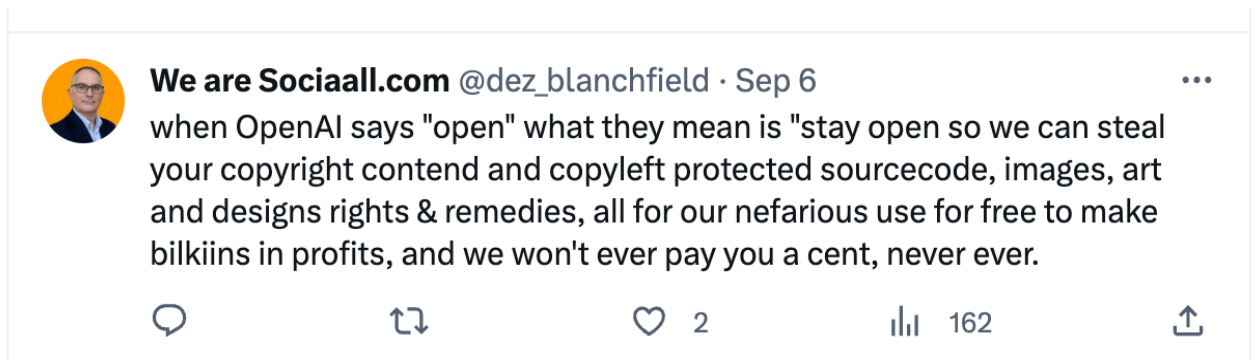 We are Sociaall.com @dez_blanchfield · Sep 6
when OpenAI says "open" what they mean is "stay open so we can steal
your copyright contend and copyleft protected sourcecode, images, art
and designs rights & remedies, all for our nefarious use for free to make
bilkiins in profits, and we won't ever pay you a cent, never ever.
2 162